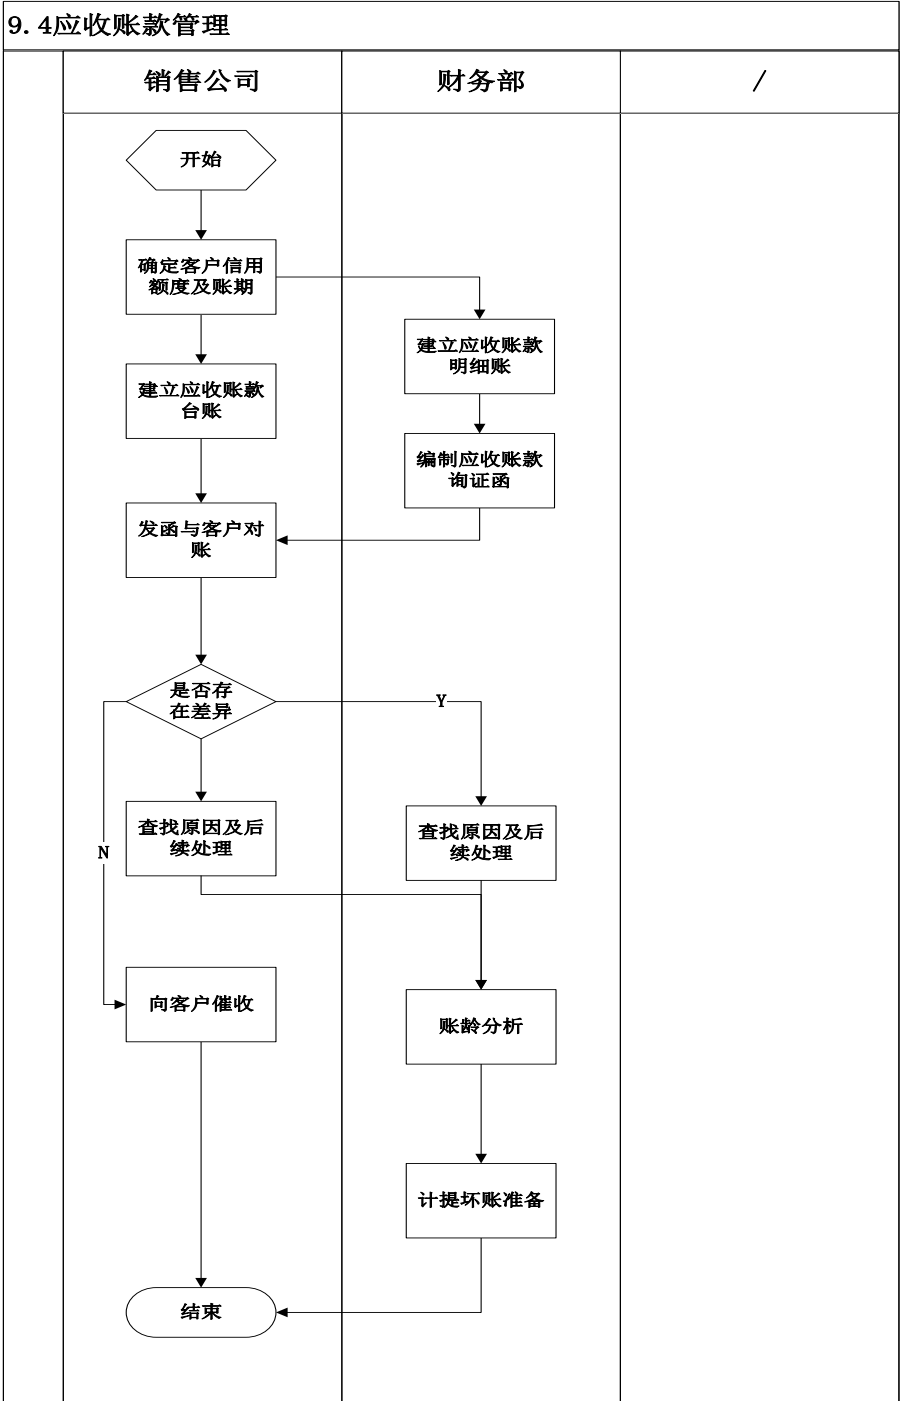 9.4应收账款管理
销售公司
财务部
/
开始
确定客户信用
额度及账期
建立应收账款
明细账
建立应收账款
台账
编制应收账款
询证函
发函与客户对
账
是否存
在差异
Y
查找原因及后
续处理
查找原因及后
续处理
N
向客户催收
账龄分析
计提坏账准备
结束